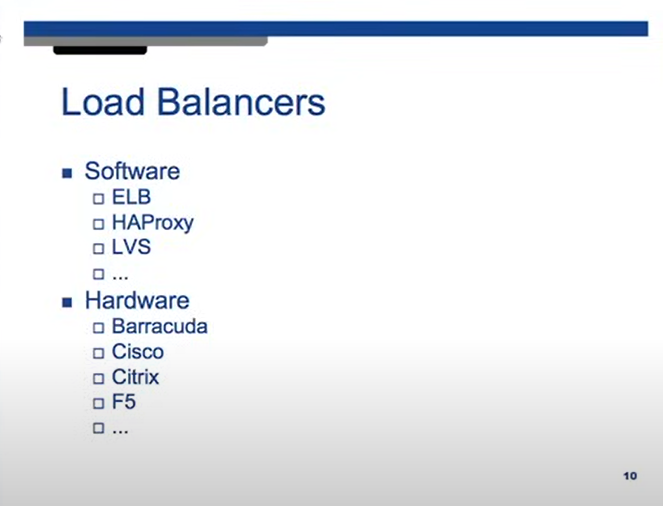 Load Balancers
Software
ELB
HAProxy
LVS
...
Hardware
Barracuda
Cisco
Citrix
F5
...
10